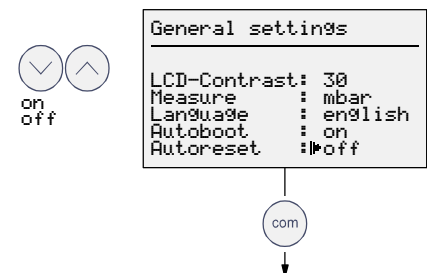 General settings
LCD-Contrast: 30
Measure : mbar
Language : english
Autoboot : on
Autoreset : off
on
off
com